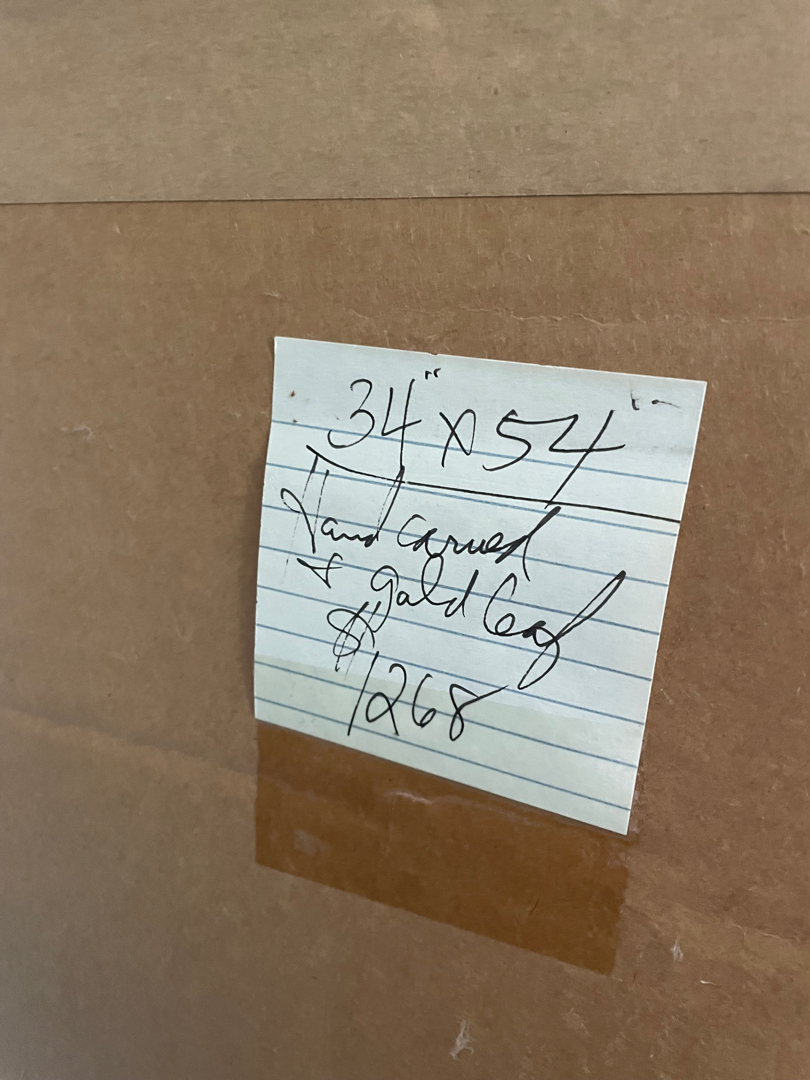 34" x 54"
Hand carved
& gold leaf
$
1268